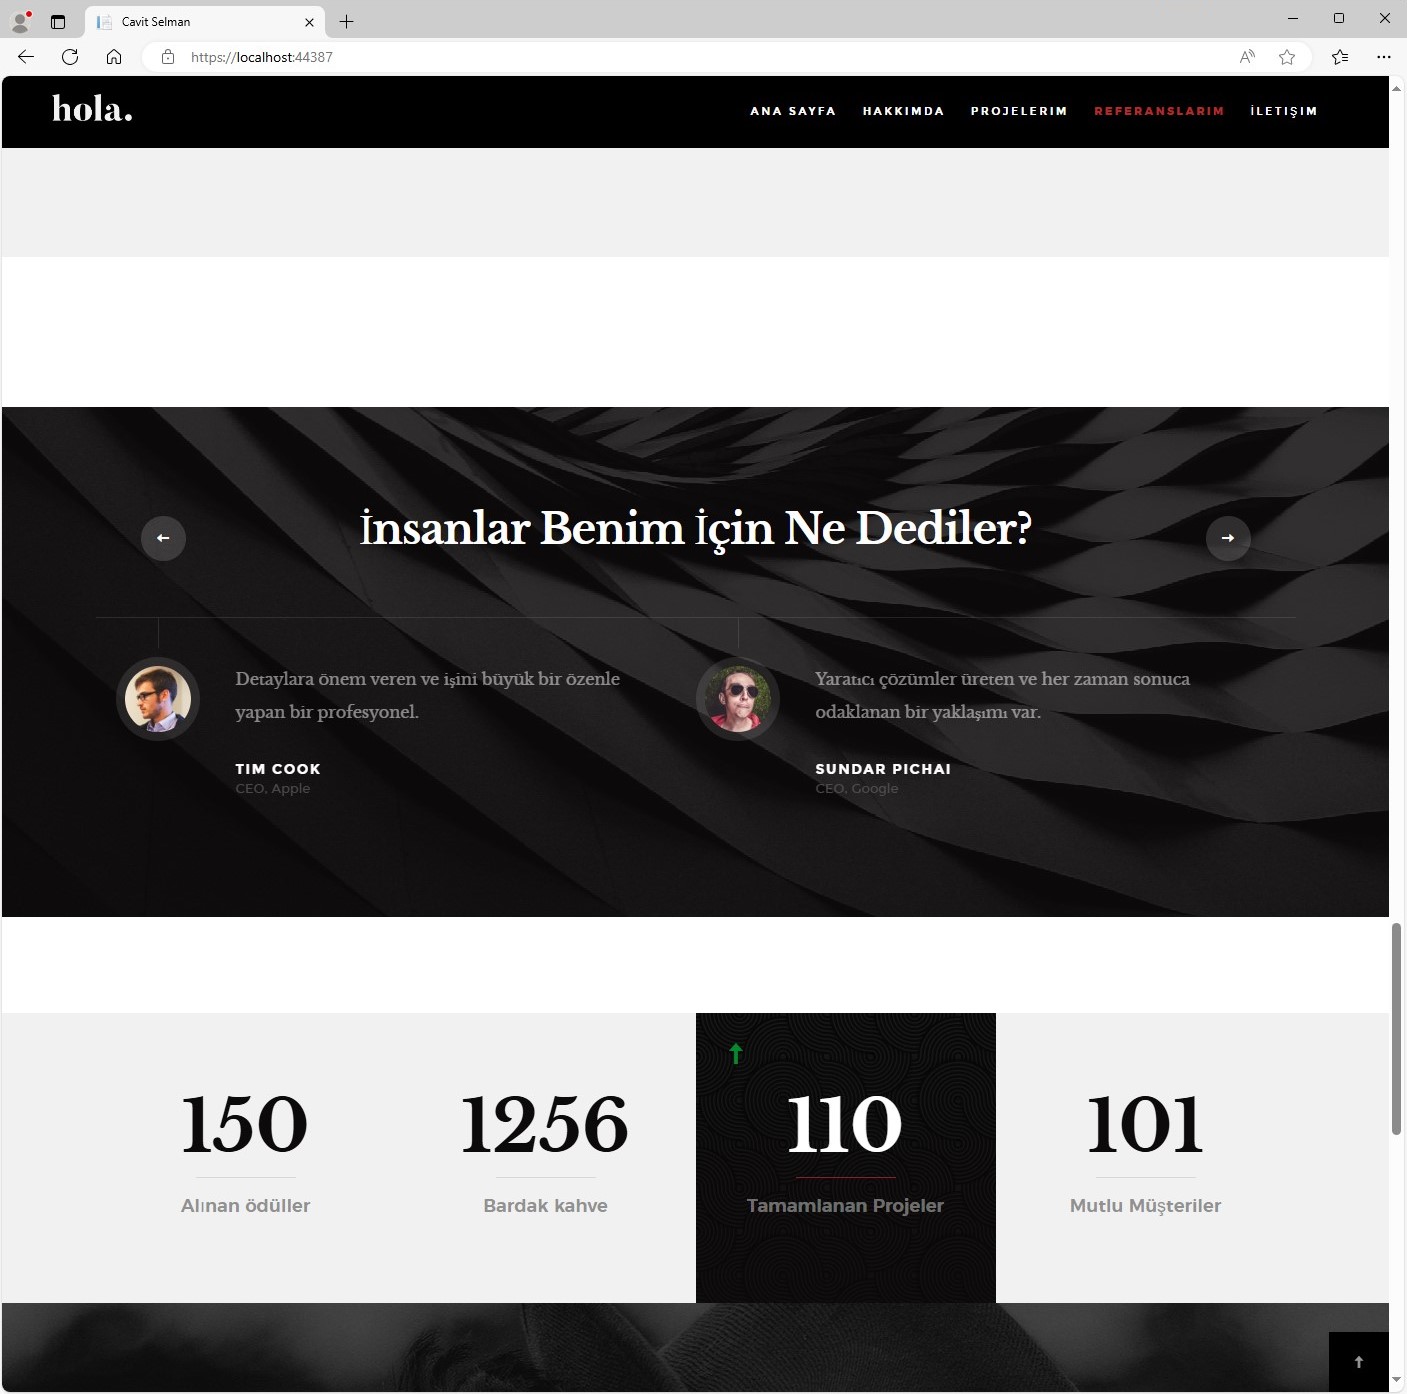 Cavit Selman
https://localhost:44387
hola.
ANA SAYFA HAKKIMDA PROJELERIM REFERANSLARIM İLETIŞIM
İnsanlar Benim İçin Ne Dediler?
Detaylara önem veren ve işini büyük bir özenle
yapan bir profesyonel.
TIM COOK
CEO, Apple
Yaratıcı çözümler üreten ve her zaman sonuca
odaklanan bir yaklaşımı var.
SUNDAR PICHAI
CEO, Google
150
Alınan ödüller
1256
Bardak kahve
110
Tamamlanan Projeler
101
Mutlu Müşteriler